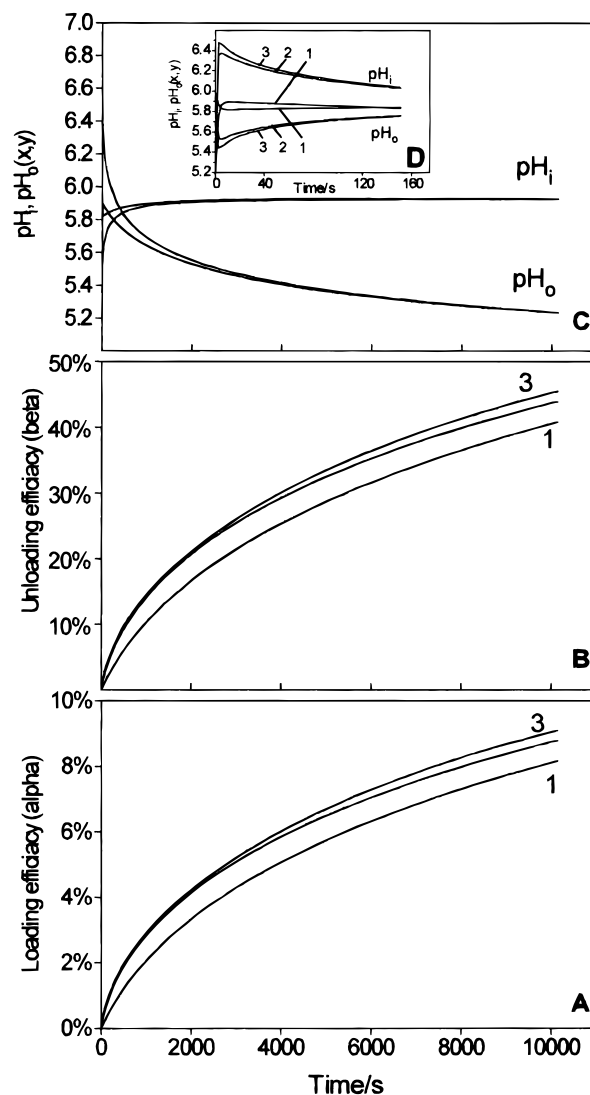 7.0
6.8
6.4
6.2
6.0
5.8
5.6
5.4
5.2
pHi, pHo(x,y)
6.4
6.2
6.0
5.8
5.6
5.4
5.2
pHi, pHo(x,y)
3 2 1
pHi
3 2 1
pHo
D
0 40 80 120 160
Time/s
pHi
pHo
C
50%
40%
30%
20%
10%
Unloading efficiacy (beta)
3
1
B
10%
8%
6%
4%
2%
0%
Loading efficiacy (alpha)
3
1
A
0 2000 4000 6000 8000 10000
Time/s